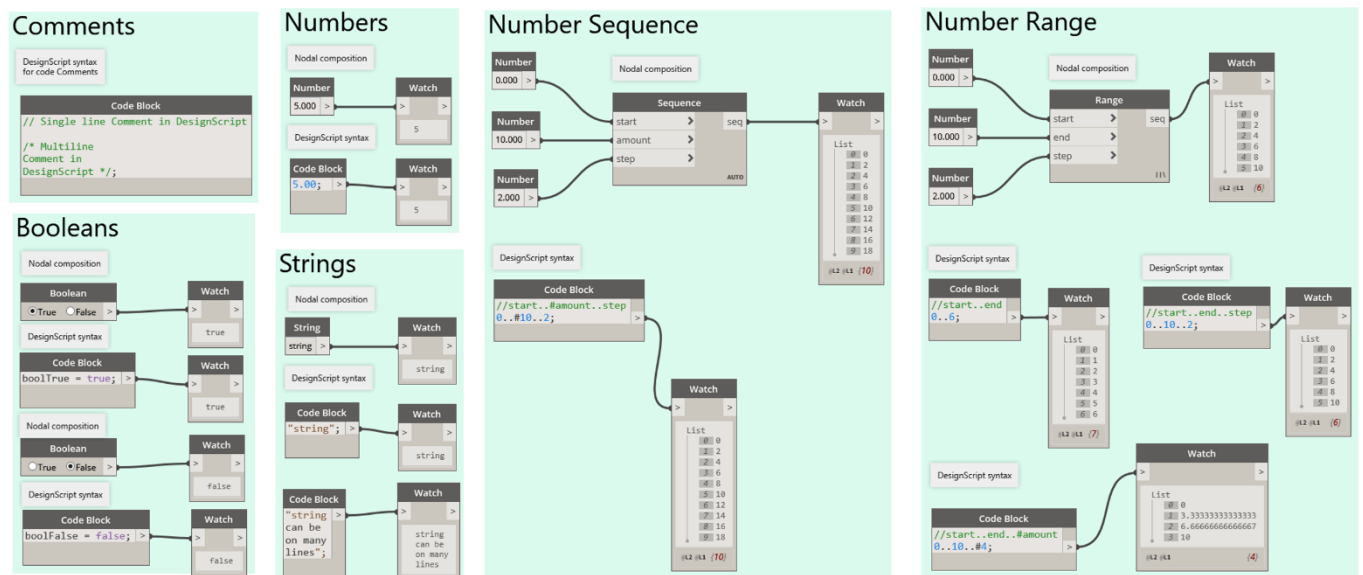 Comments
DesignScript syntax
for code Comments
Code Block
// Single line Comment in DesignScript
/* Multiline
Comment in
DesignScript */;
Booleans
Nodal composition
Boolean
True False >
Watch
> >
true
DesignScript syntax
Code Block
boolTrue = true; >
Watch
> >
true
Nodal composition
Boolean
True False >
Watch
> >
false
DesignScript syntax
Code Block
boolFalse = false; >
Watch
> >
false
Numbers
Nodal composition
Number
5.000 >
Watch
> >
5
DesignScript syntax
Code Block
5.00; >
Watch
> >
5
Strings
Nodal composition
String
string >
Watch
> >
string
DesignScript syntax
Code Block
"string"; >
Watch
> >
string
Code Block
"string >
can be
on many
lines";
Watch
> >
string
can be
on many
lines
Number Sequence
Nodal composition
Number
0.000 >
Number
10.000 >
Number
2.000 >
Sequence
start > seq
amount >
step >
AUTO
Watch
> >
List
0 0
1 2
2 4
3 6
4 8
5 10
6 12
7 14
8 16
9 18
@L2 @L1 {10}
DesignScript syntax
Code Block
//start..#amount..step
0..#10..2; >
Watch
> >
List
0 0
1 2
2 4
3 6
4 8
5 10
6 12
7 14
8 16
9 18
@L2 @L1 {10}
Number Range
Nodal composition
Number
0.000 >
Number
10.000 >
Number
2.000 >
Range
start > seq
end >
step >
Watch
> >
List
0 0
1 2
2 4
3 6
4 8
5 10
@L2 @L1 {6}
DesignScript syntax
Code Block
//start..end
0..6; >
Watch
> >
List
0 0
1 1
2 2
3 3
4 4
5 5
6 6
@L2 @L1 {7}
DesignScript syntax
Code Block
//start..end..step
0..10..2; >
Watch
> >
List
0 0
1 2
2 4
3 6
4 8
5 10
@L2 @L1 {6}
DesignScript syntax
Code Block
//start..end..#amount
0..10..#4; >
Watch
> >
List
0 0
1 3.33333333333333
2 6.66666666666667
3 10
@L2 @L1 {4}